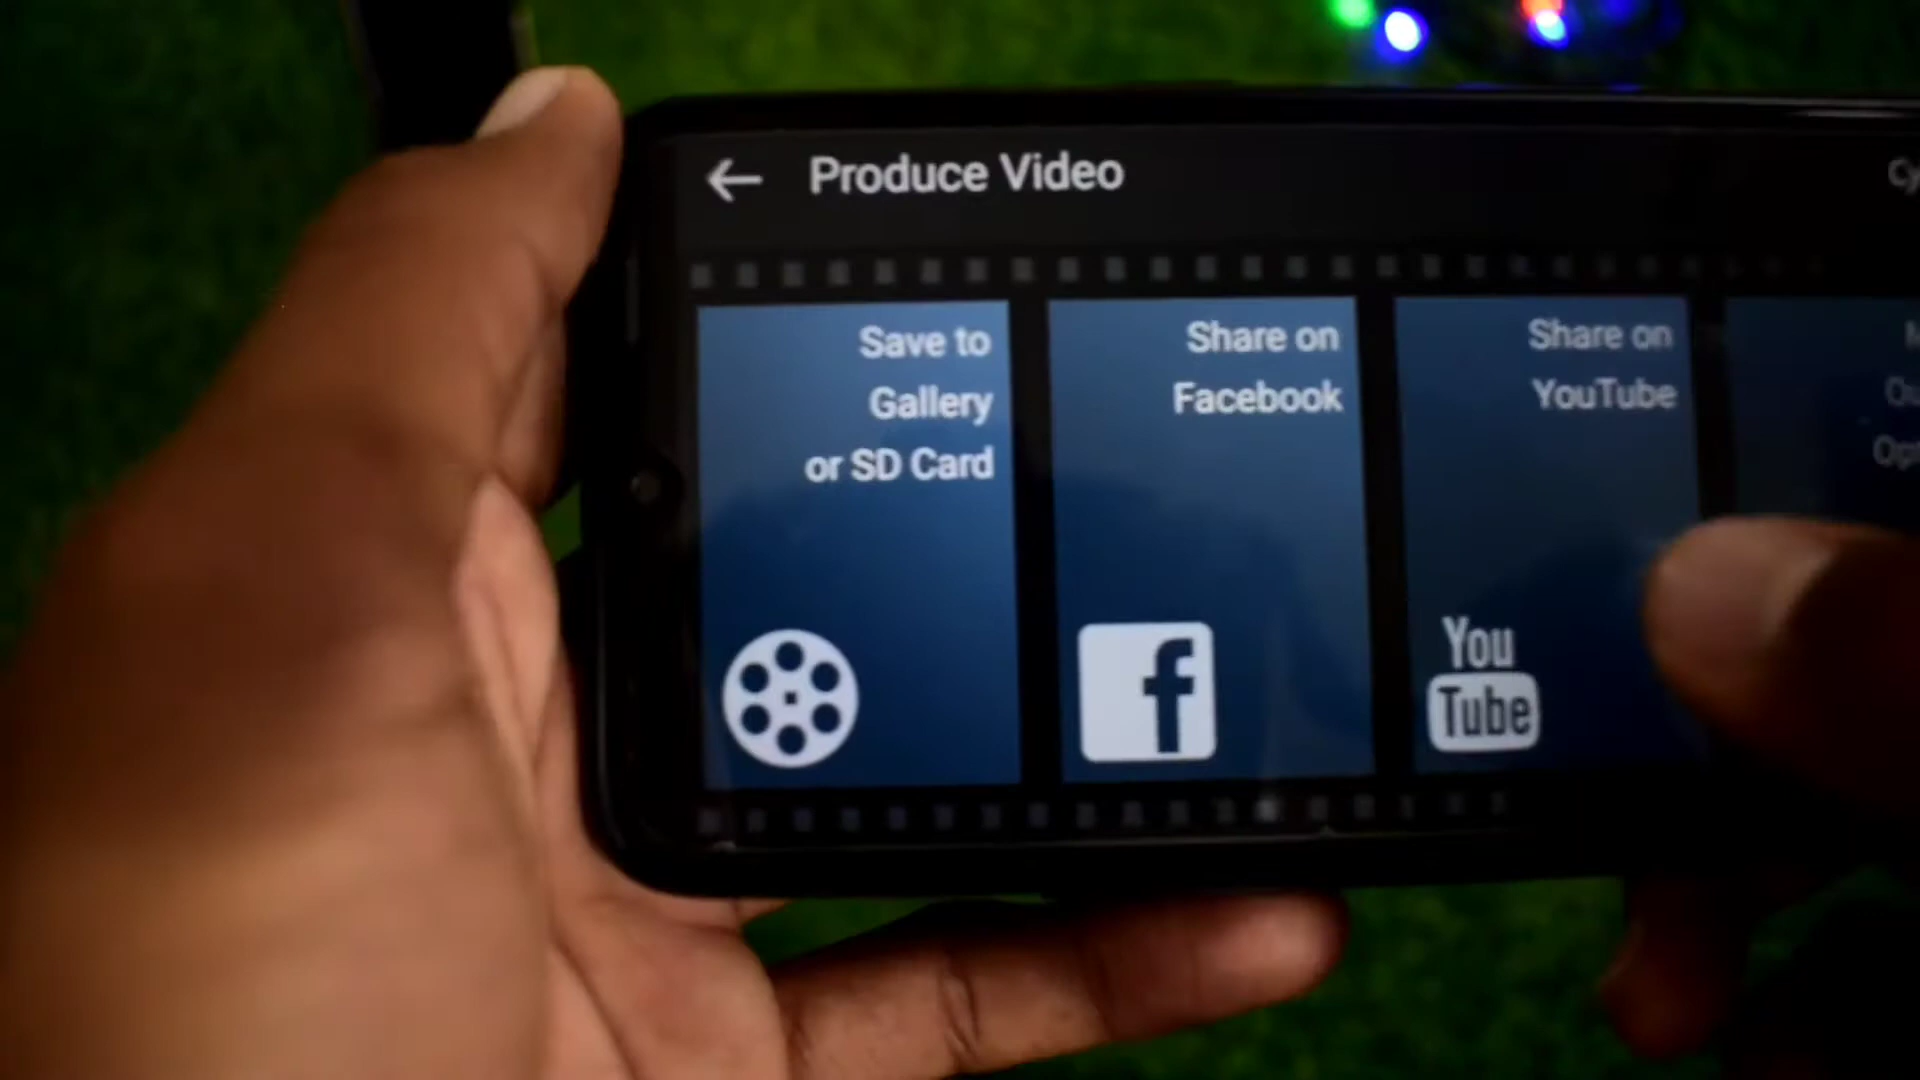 Produce Video
Save to
Gallery
or SD Card
Share on
Facebook
Share on
YouTube
f
You
Tube